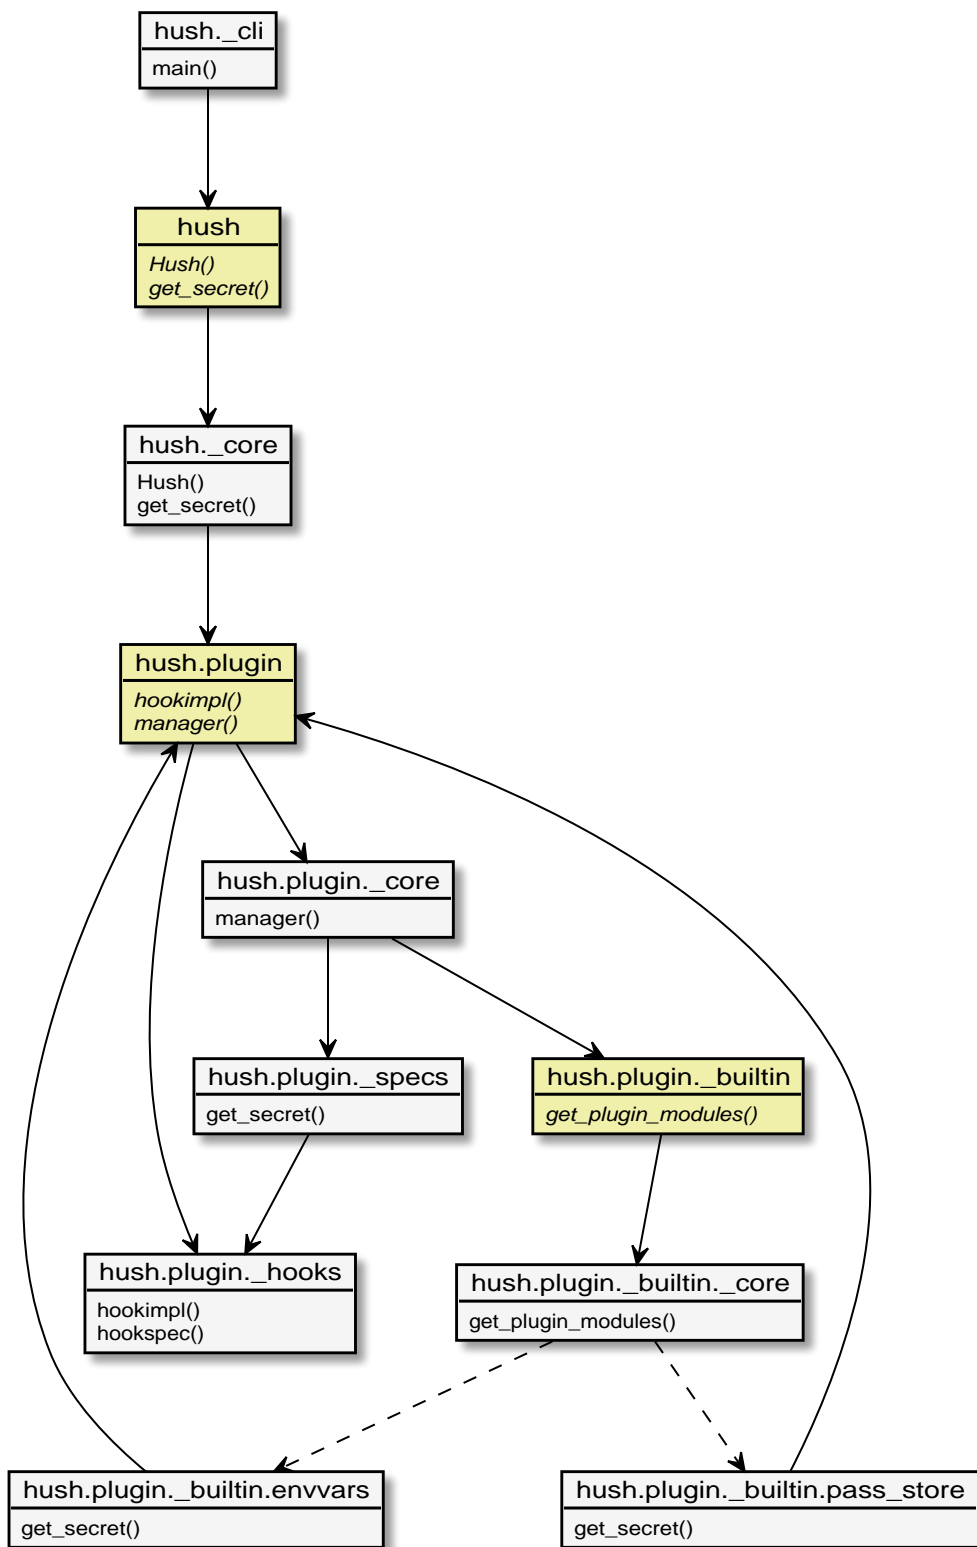 hush._cli
main()
hush
Hush()
get_secret()
hush._core
Hush()
get_secret()
hush.plugin
hookimpl()
manager()
hush.plugin._core
manager()
hush.plugin._specs
get_secret()
hush.plugin._builtin
get_plugin_modules()
hush.plugin._hooks
hookimpl()
hookspec()
hush.plugin._builtin._core
get_plugin_modules()
hush.plugin._builtin.envvars
get_secret()
hush.plugin._builtin.pass_store
get_secret()